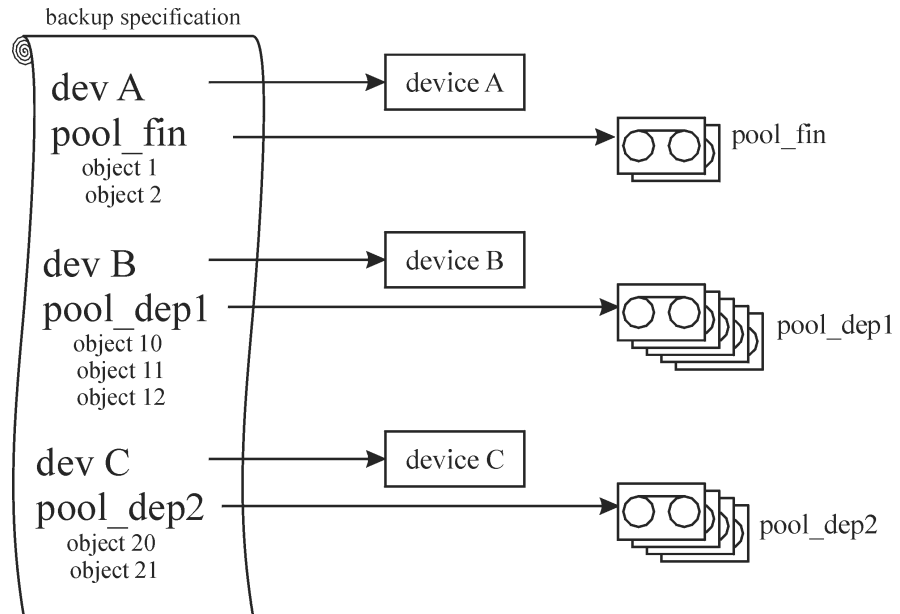 backup specification
dev A
device A
pool_fin
pool_fin
object 1
object 2
dev B
device B
pool_dep1
pool_dep1
object 10
object 11
object 12
dev C
device C
pool_dep2
pool_dep2
object 20
object 21